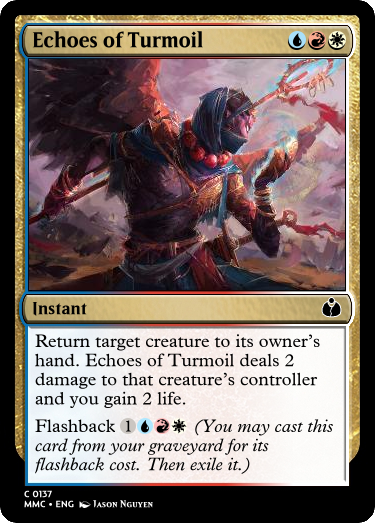 Echoes of Turmoil
Instant
Return target creature to its owner's
hand. Echoes of Turmoil deals 2
damage to that creature's controller
and you gain 2 life.
Flashback 1 (You may cast this
card from your graveyard for its
flashback cost. Then exile it.)
C 0137
MMC • ENG Jason Nguyen